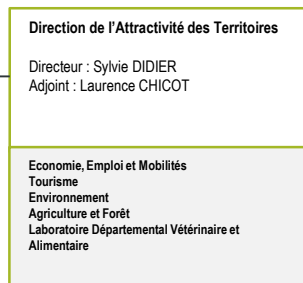 Direction de l'Attractivité des Territoires
Directeur : Sylvie DIDIER
Adjoint : Laurence CHICOT
Economie, Emploi et Mobilités
Tourisme
Environnement
Agriculture et Forêt
Laboratoire Départemental Vétérinaire et
Alimentaire